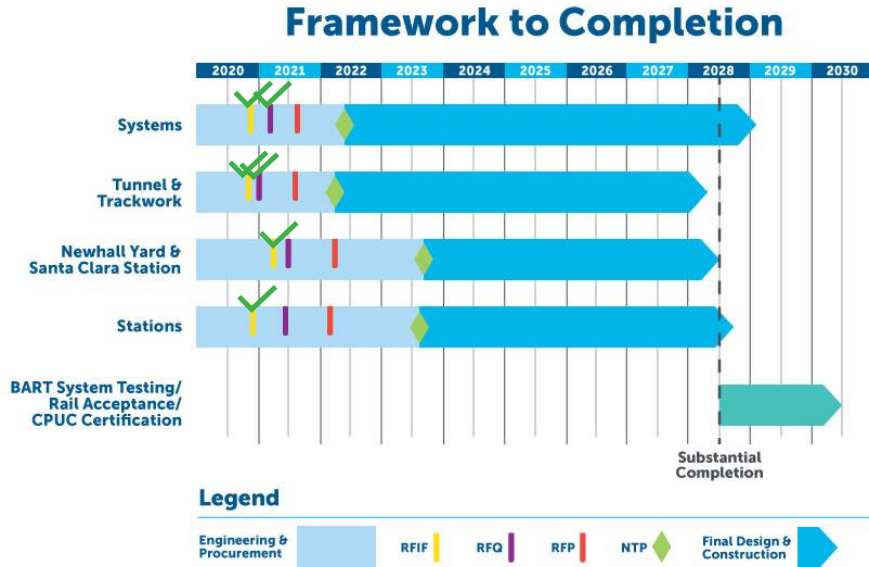 Framework to Completion
2020 2021 2022 2023 2024 2025 2026 2027 2028 2029 2030
Systems
Tunnel &
Trackwork
Newhall Yard &
Santa Clara Station
Stations
BART System Testing/
Rail Acceptance/
CPUC Certification
Substantial
Completion
Legend
Engineering &
Procurement
RFIF
RFQ
RFP
NTP
Final Design &
Construction